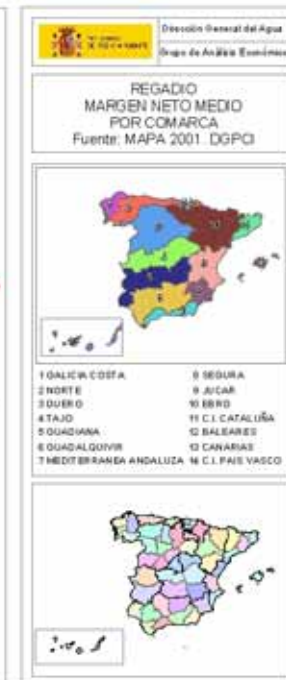 Dirección General del Agua
Grupo de Análisis Económico
REGADIO
MARGEN NETO MEDIO
POR COMARCA
Fuente: MAPA 2001. DGPCI
1 GALICIA COSTA
2 NORTE
3 DUERO
4 TAJO
5 GUADIANA
6 GUADALQUIVIR
7 MEDITERRANEA ANDALUZA
8 SEGURA
9 JUCAR
10 EBRO
11 C.I. CATALUÑA
12 BALEARES
13 CANARIAS
14 C.I. PAIS VASCO